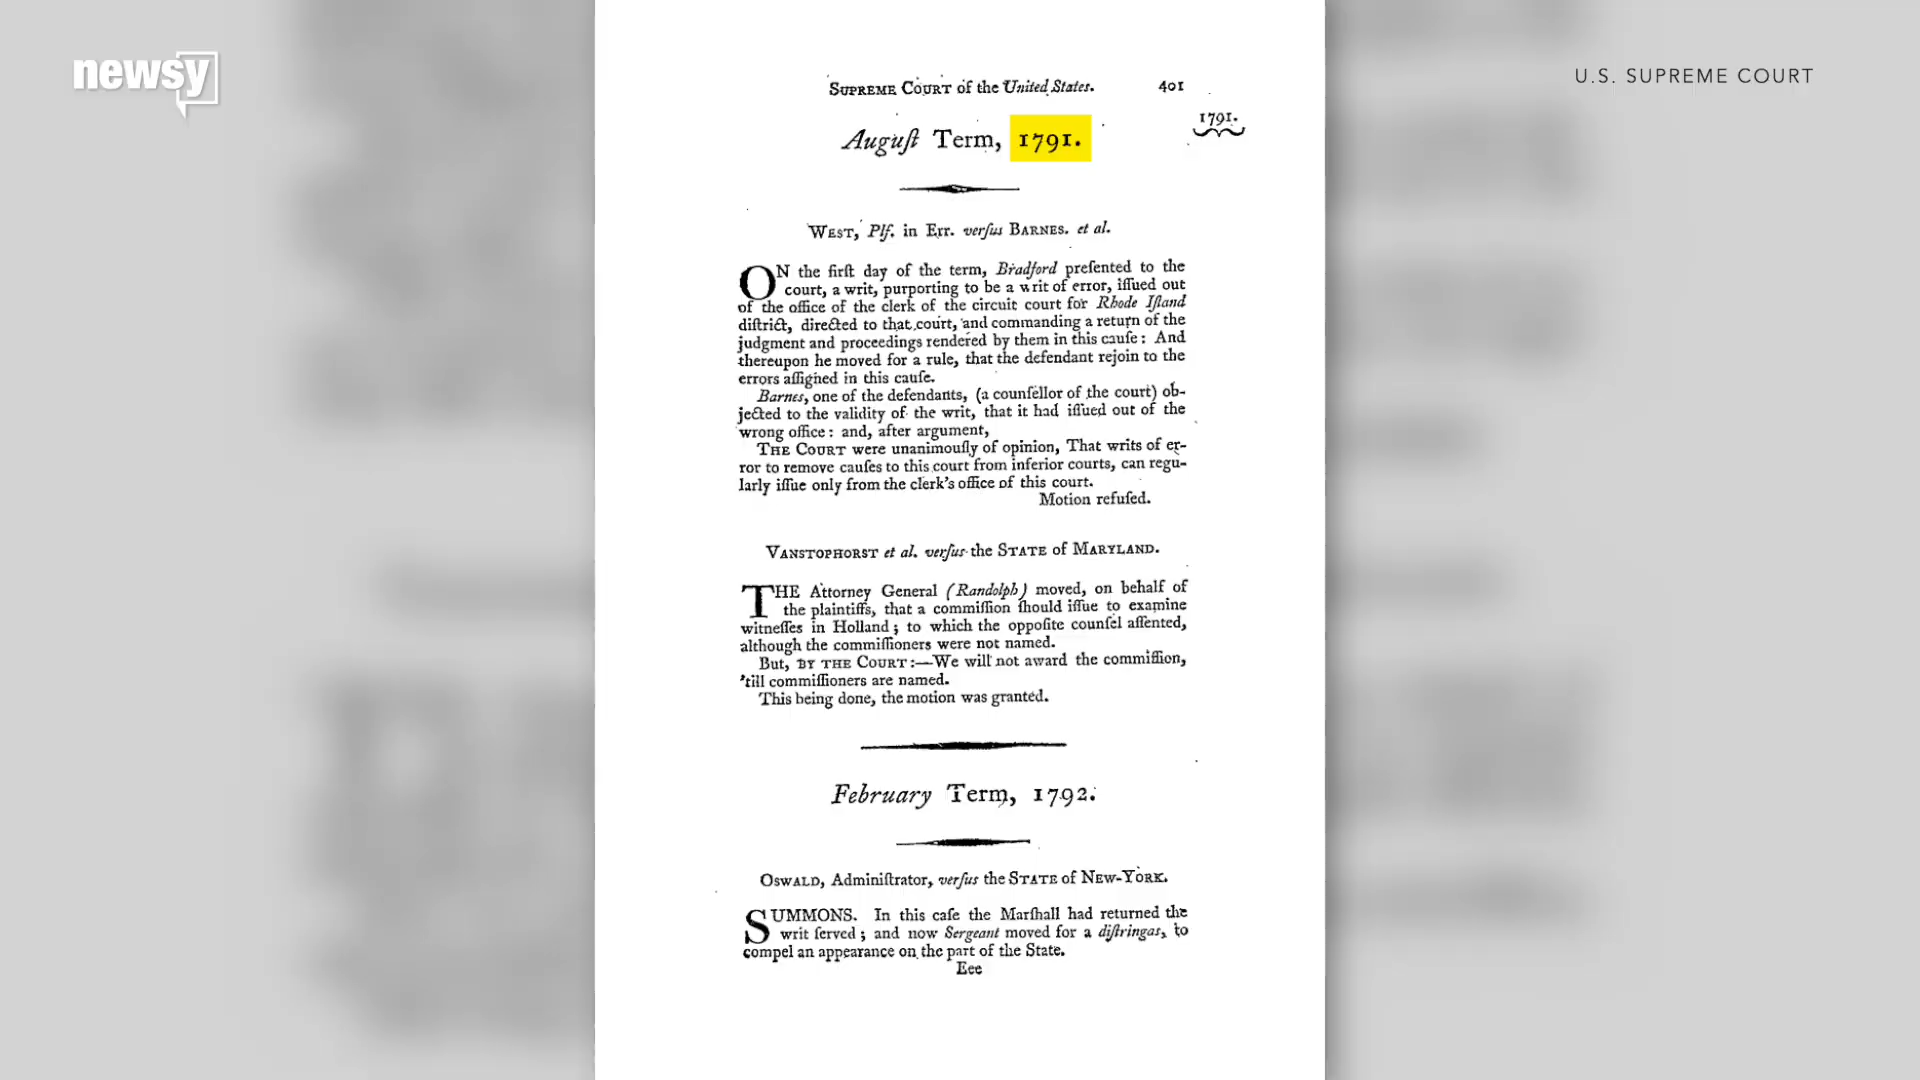 newsy
U.S. SUPREME COURT
SUPREME COURT of the United States. 401
1791.
Auguſt Term, 1791.
WEST, Plf. in Err. verſus BARNES. et al.
ON the firſt day of the term, Bradford preſented to the
court, a writ, purporting to be a writ of error, iſſued out
of the office of the clerk of the circuit court for Rhode Iſland
diſtrict, directed to that court, and commanding a return of the
judgment and proceedings rendered by them in this cauſe: And
thereupon he moved for a rule, that the defendant rejoin to the
errors aſſigned in this cauſe.
Barnes, one of the defendants, (a counſellor of the court) ob-
jected to the validity of the writ, that it had iſſued out of the
wrong office: and, after argument,
THE COURT were unanimouſly of opinion, That writs of er-
ror to remove cauſes to this court from inferior courts, can regu-
larly iſſue only from the clerk's office of this court.
Motion refuſed.
VANSTOPHORST et al. verſus the STATE of MARYLAND.
THE Attorney General (Randolph) moved, on behalf of
the plaintiffs, that a commiſſion ſhould iſſue to examine
witneſſes in Holland; to which the oppoſite counſel aſſented,
although the commiſſioners were not named.
But, BY THE COURT:—We will not award the commiſſion,
'till commiſſioners are named.
This being done, the motion was granted.
February Term, 1792.
OSWALD, Adminiſtrator, verſus the STATE of NEW-YORK.
SUMMONS. In this caſe the Marſhall had returned the
writ ſerved; and now Sergeant moved for a diſtringas, to
compel an appearance on the part of the State.
Eee